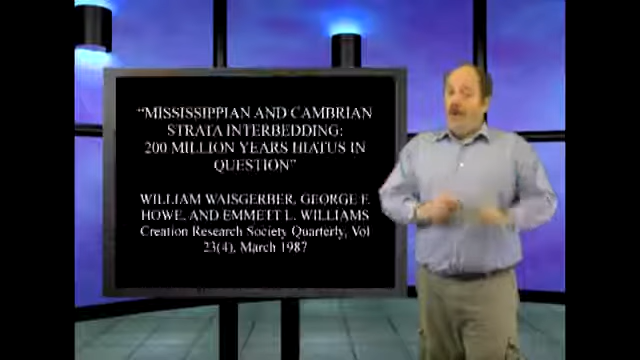 "MISSISSIPPIAN AND CAMBRIAN
STRATA INTERBEDDING:
200 MILLION YEARS HIATUS IN
QUESTION"
WILLIAM WAISGERBER, GEORGE F.
HOWE, AND EMMETT L. WILLIAMS
Creation Research Society Quarterly, Vol
23(4), March 1987